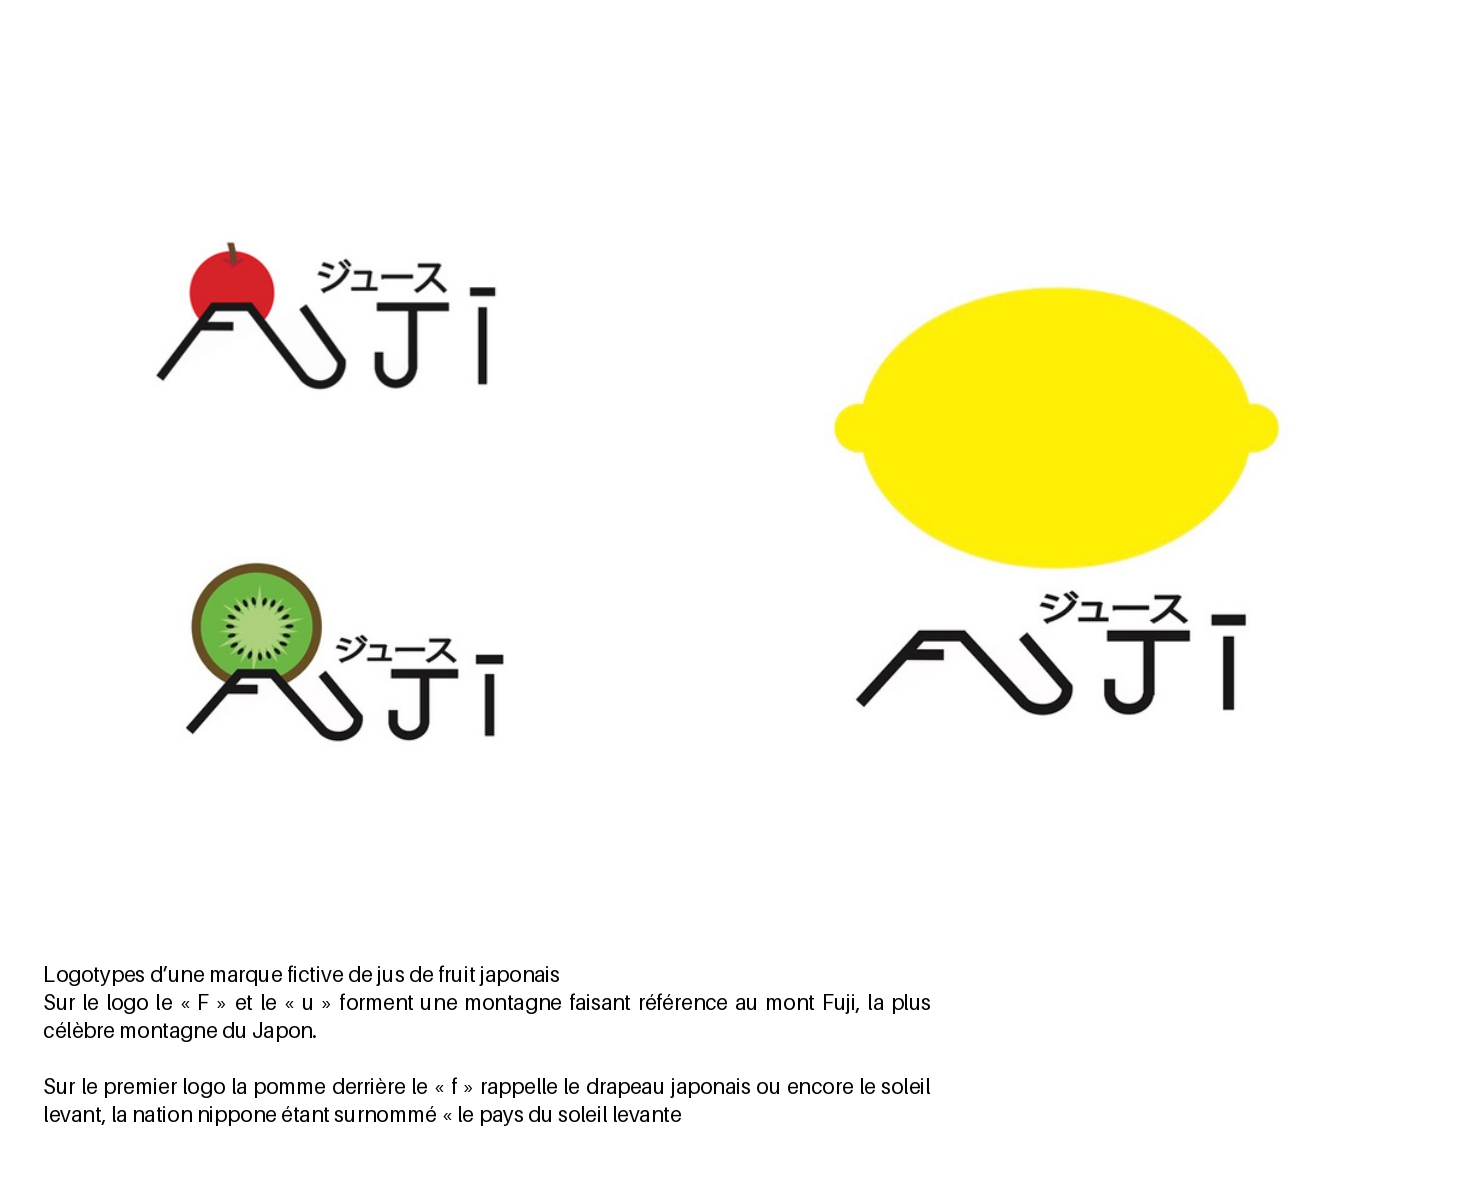 ジュース
FUJI
ジュース
FUJI
ジュース
FUJI
Logotypes d’une marque fictive de jus de fruit japonais
Sur le logo le « F » et le « u » forment une montagne faisant référence au mont Fuji, la plus
célèbre montagne du Japon.
Sur le premier logo la pomme derrière le « f » rappelle le drapeau japonais ou encore le soleil
levant, la nation nippone étant surnommé « le pays du soleil levante